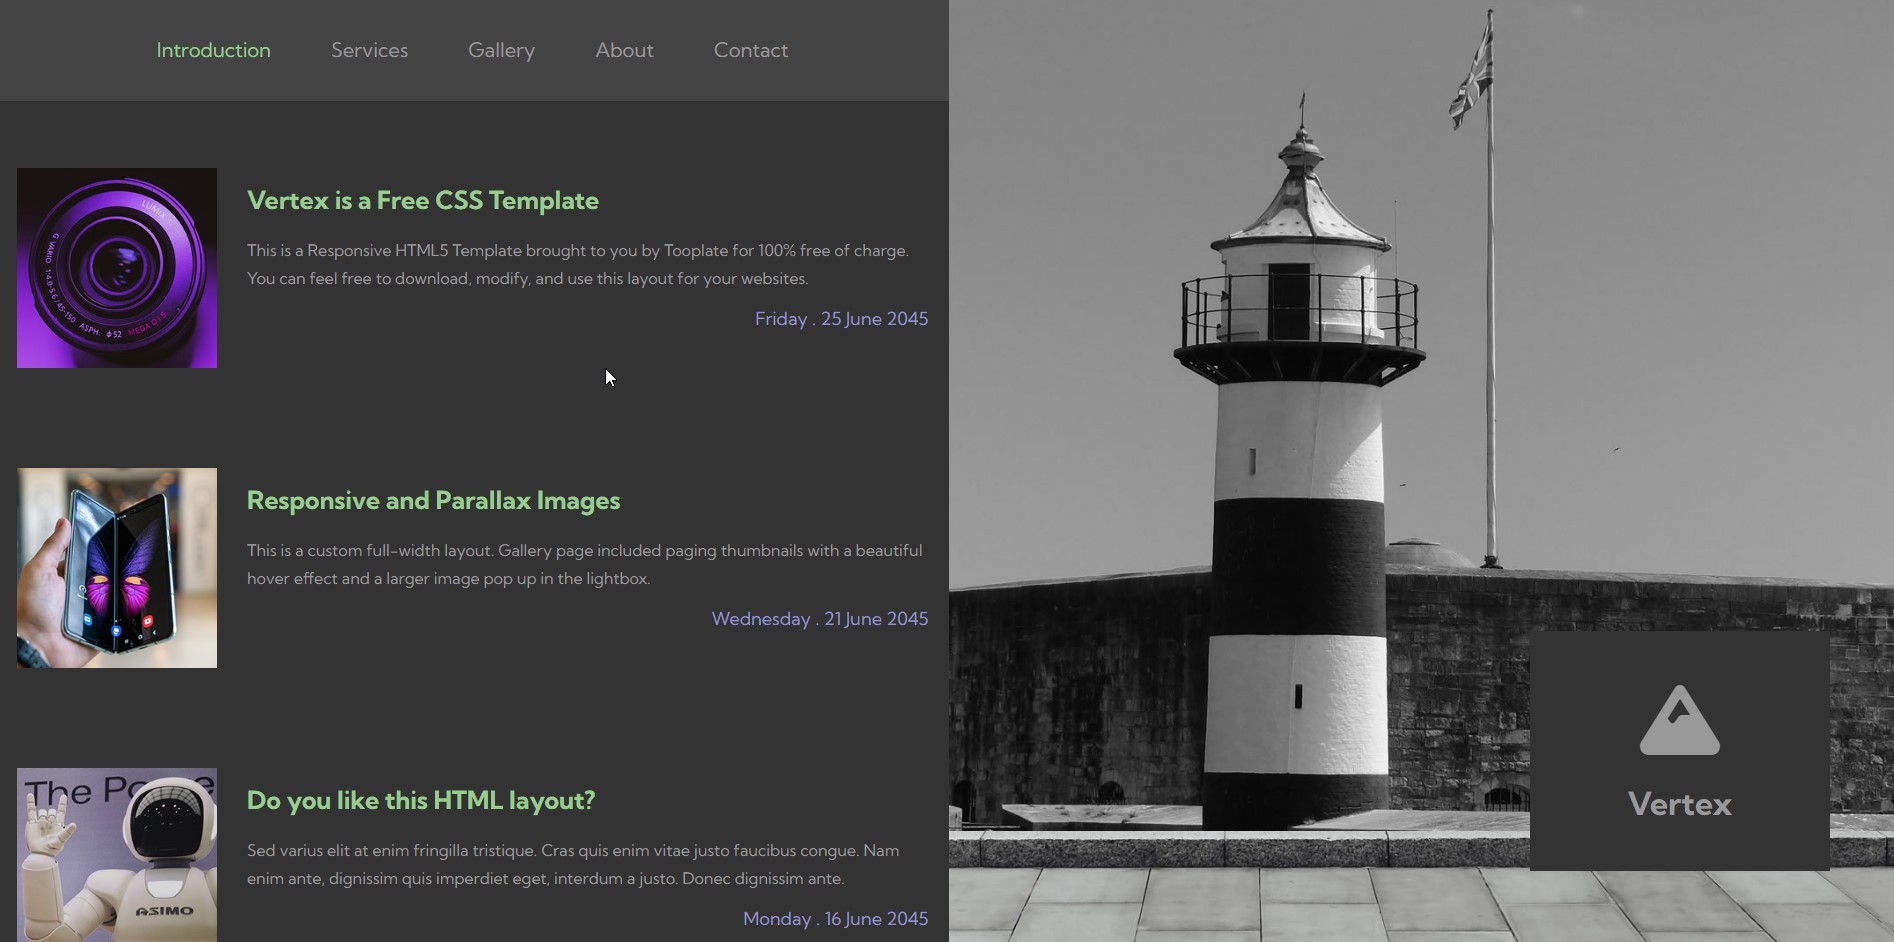 Introduction Services Gallery About Contact
LUMIX
G VARIO 1:4.0-5.6/45-150 ASPH. ϕ52 MEGA O.I.S.
Vertex is a Free CSS Template
This is a Responsive HTML5 Template brought to you by Tooplate for 100% free of charge.
You can feel free to download, modify, and use this layout for your websites.
Friday . 25 June 2045
Responsive and Parallax Images
This is a custom full-width layout. Gallery page included paging thumbnails with a beautiful
hover effect and a larger image pop up in the lightbox.
Wednesday . 21 June 2045
The Po
ASIMO
Do you like this HTML layout?
Sed varius elit at enim fringilla tristique. Cras quis enim vitae justo faucibus congue. Nam
enim ante, dignissim quis imperdiet eget, interdum a justo. Donec dignissim ante.
Monday . 16 June 2045
Vertex